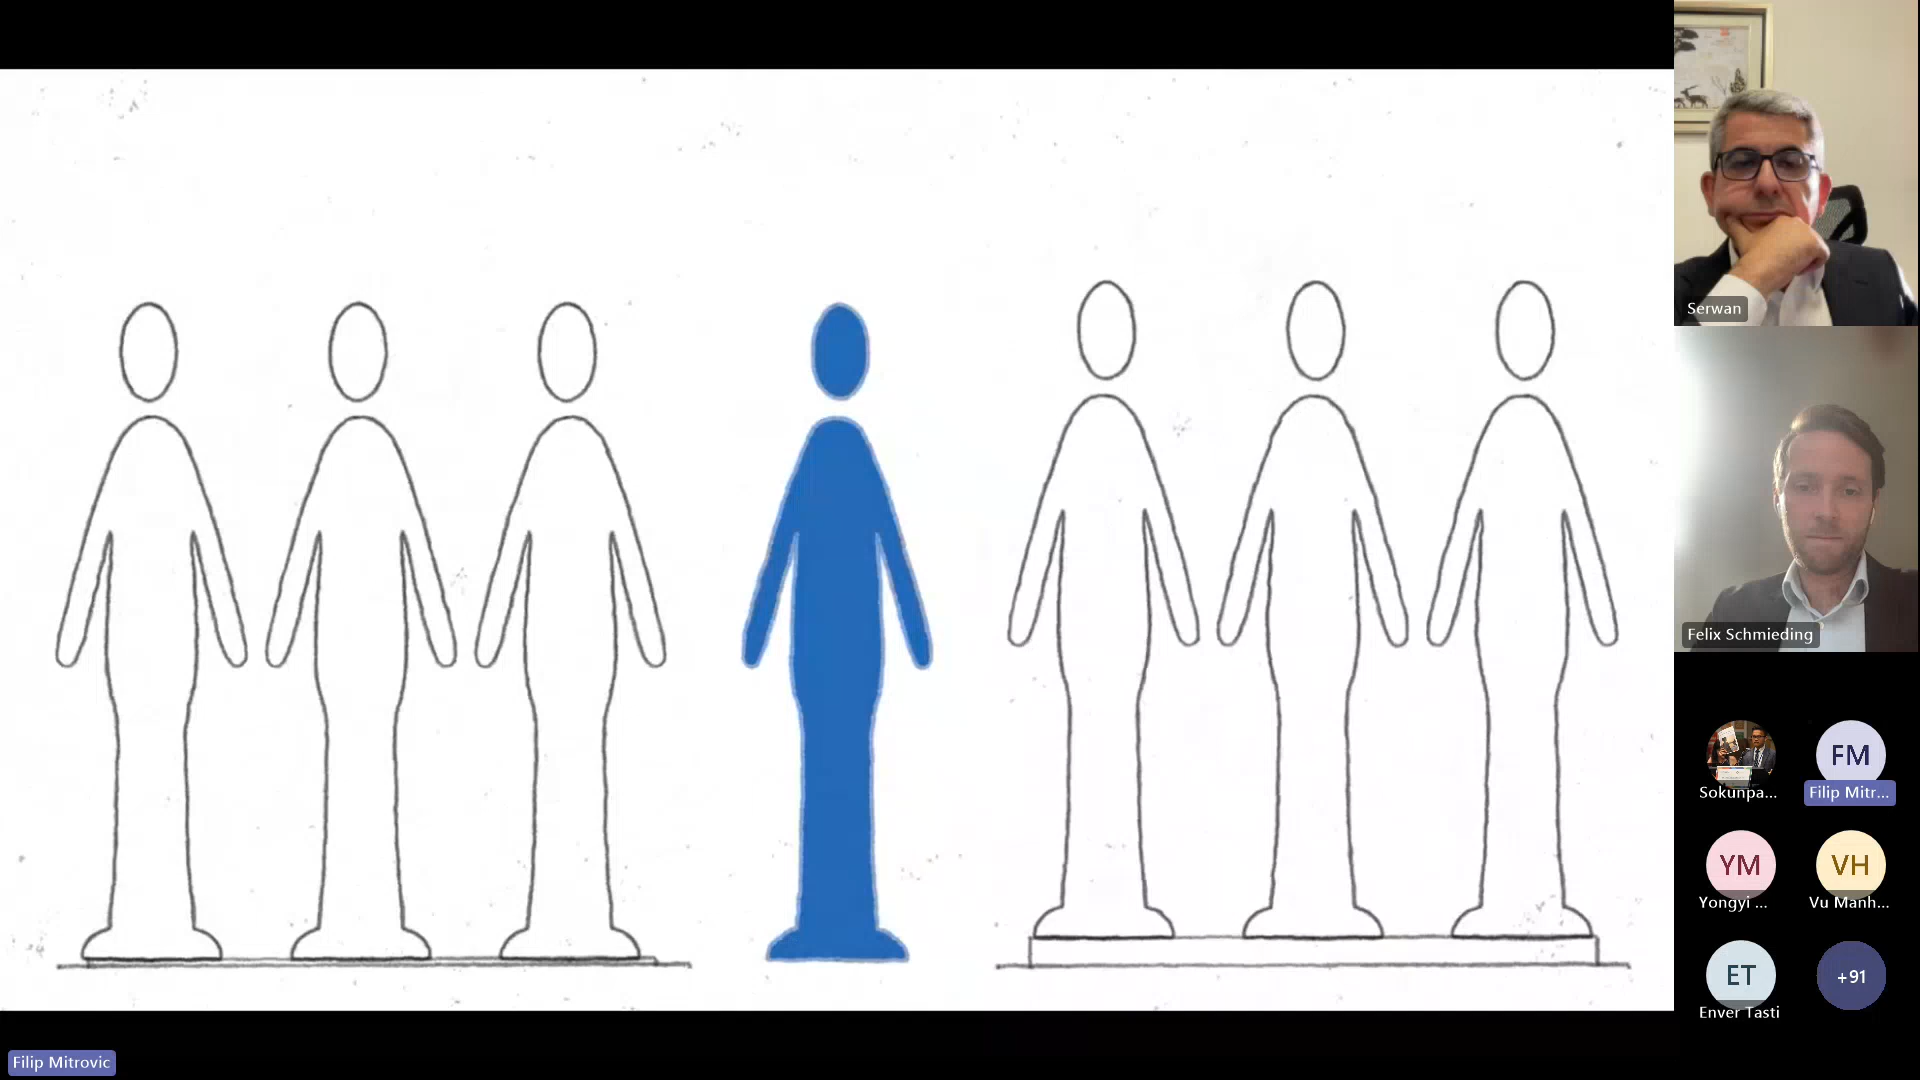 Serwan
Felix Schmieding
Sokunpa...
FM
Filip Mitr...
YM
Yongyi ...
VH
Vu Manh...
ET
Enver Tasti
+91
Filip Mitrovic